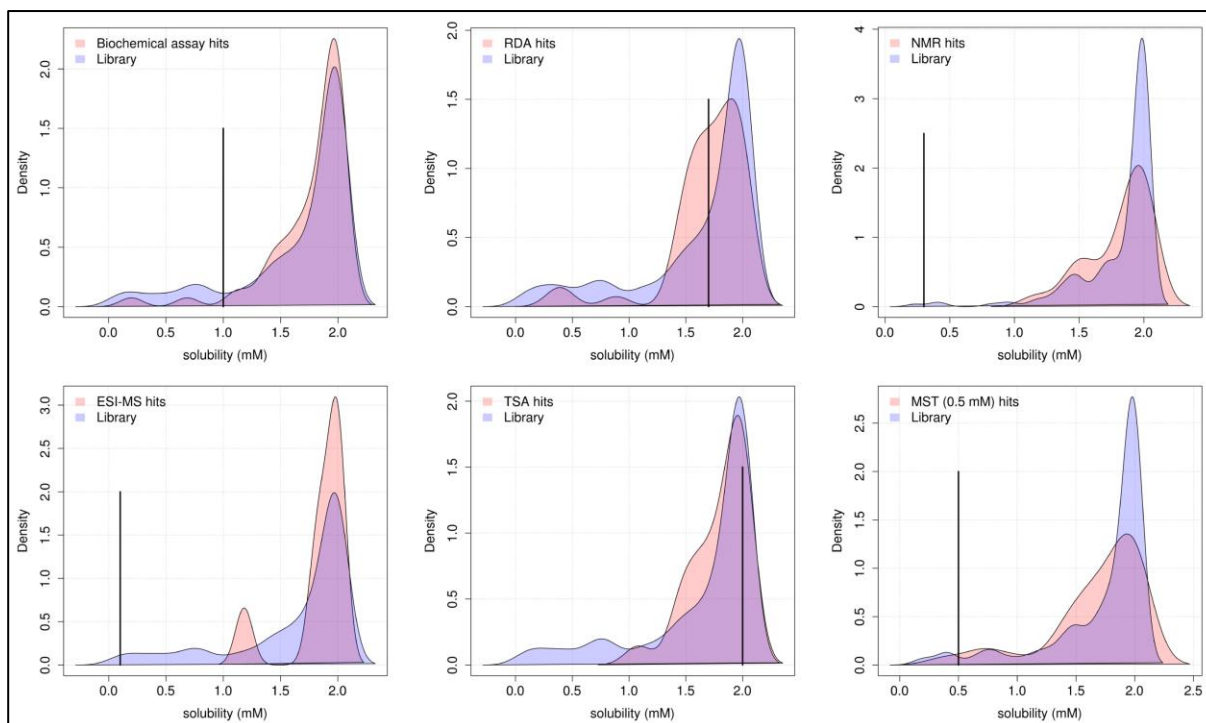 Biochemical assay hits
Library
Density
0.0 0.5 1.0 1.5 2.0
0.0 0.5 1.0 1.5 2.0
solubility (mM)
RDA hits
Library
Density
0.0 0.5 1.0 1.5 2.0
0.0 0.5 1.0 1.5 2.0
solubility (mM)
NMR hits
Library
Density
0 1 2 3 4
0.0 0.5 1.0 1.5 2.0 2.5
solubility (mM)
ESI-MS hits
Library
Density
0.0 0.5 1.0 1.5 2.0 2.5 3.0
0.0 0.5 1.0 1.5 2.0
solubility (mM)
TSA hits
Library
Density
0.0 0.5 1.0 1.5 2.0
0.0 0.5 1.0 1.5 2.0
solubility (mM)
MST (0.5 mM) hits
Library
Density
0.0 0.5 1.0 1.5 2.0 2.5
0.0 0.5 1.0 1.5 2.0 2.5
solubility (mM)